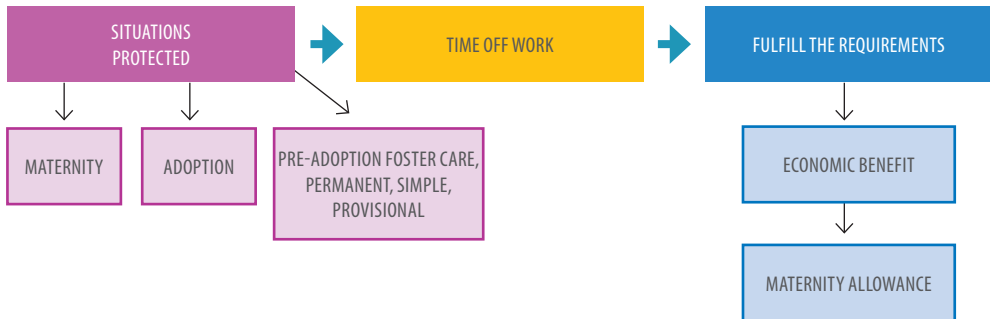 SITUATIONS
PROTECTED
TIME OFF WORK
FULFILL THE REQUIREMENTS
MATERNITY
ADOPTION
PRE-ADOPTION FOSTER CARE,
PERMANENT, SIMPLE,
PROVISIONAL
ECONOMIC BENEFIT
MATERNITY ALLOWANCE